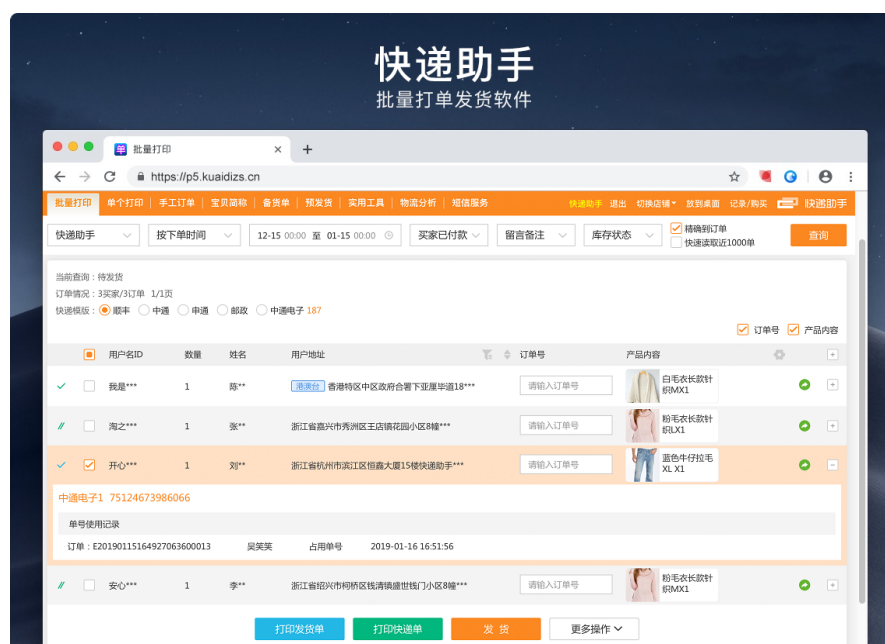 快递助手
批量打单发货软件
单 批量打印 × +
https://p5.kuaidizs.cn
批量打印 单个打印 手工订单 宝贝简称 备货单 预发货 实用工具 物流分析 短信服务 快递助手 退出 切换店铺 放到桌面 记录/购买 快递助手
快递助手 按下单时间 12-15 00:00 至 01-15 00:00 买家已付款 留言备注 库存状态 精确到订单 查询
快速读取近1000单
当前查询：待发货
订单情况：3买家/3订单 1/1页
快递模版： 顺丰 中通 申通 邮政 中通电子 187
订单号 产品内容
用户名ID 数量 姓名 用户地址 订单号 产品内容
我是*** 1 陈** 港澳台 香港特区中区政府合署下亚厘毕道18*** 请输入订单号 白毛衣长款针
织MX1
淘之*** 1 张** 浙江省嘉兴市秀洲区王店镇花园小区8幢*** 请输入订单号 粉毛衣长款针
织LX1
开心*** 1 刘** 浙江省杭州市滨江区恒鑫大厦15楼快递助手*** 请输入订单号 蓝色牛仔拉毛
XL X1
中通电子1 75124673986066
单号使用记录
订单：E20190115164927063600013 吴笑笑 占用单号 2019-01-16 16:51:56
安心*** 1 李** 浙江省绍兴市柯桥区钱清镇盛世钱门小区8幢*** 请输入订单号 粉毛衣长款针
织MX1
打印发货单 打印快递单 发 货 更多操作